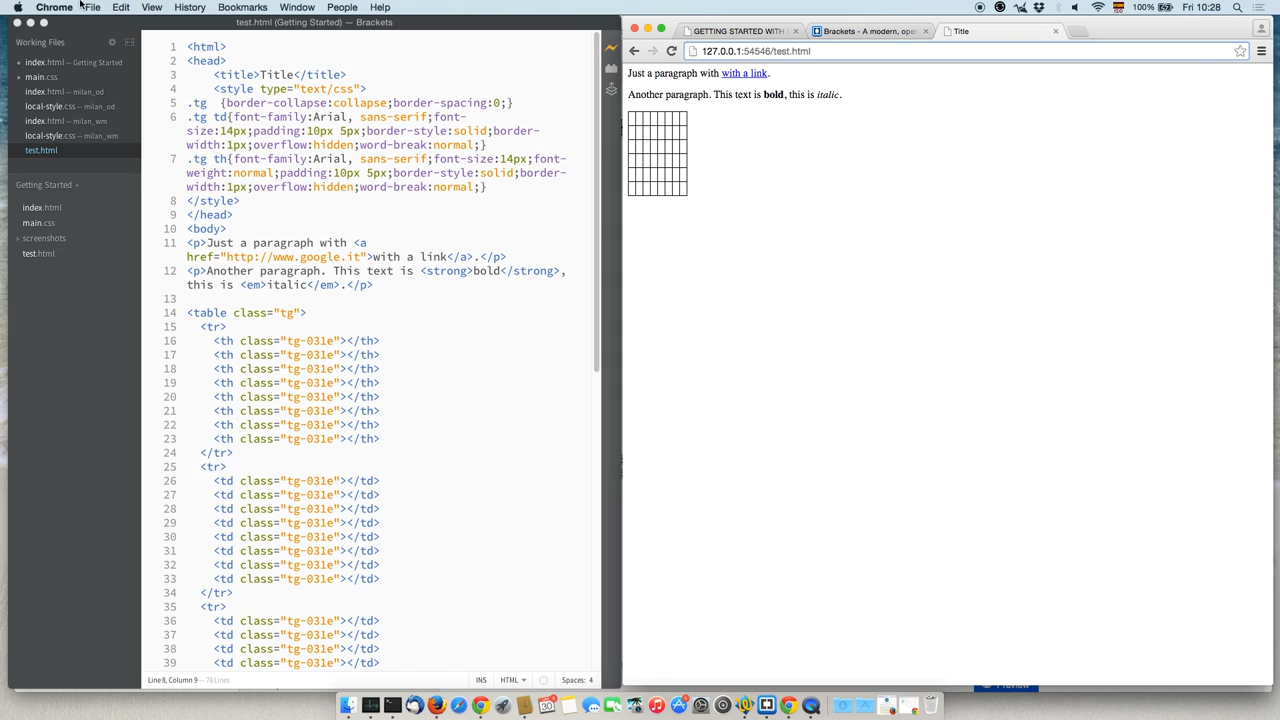 Chrome File Edit View History Bookmarks Window People Help 100% Fri 10:28
test.html (Getting Started) — Brackets
Working Files
index.html — Getting Started
main.css
index.html — milan_od
local-style.css — milan_od
index.html — milan_wm
local-style.css — milan_wm
test.html
Getting Started
index.html
main.css
screenshots
test.html
1 <html>
2 <head>
3 <title>Title</title>
4 <style type="text/css">
5 .tg {border-collapse:collapse;border-spacing:0;}
6 .tg td{font-family:Arial, sans-serif;font-
size:14px;padding:10px 5px;border-style:solid;border-
width:1px;overflow:hidden;word-break:normal;}
7 .tg th{font-family:Arial, sans-serif;font-size:14px;font-
weight:normal;padding:10px 5px;border-style:solid;border-
width:1px;overflow:hidden;word-break:normal;}
8 </style>
9 </head>
10 <body>
11 <p>Just a paragraph with <a
href="http://www.google.it">with a link</a>.</p>
12 <p>Another paragraph. This text is <strong>bold</strong>,
this is <em>italic</em>.</p>
13
14 <table class="tg">
15 <tr>
16 <th class="tg-031e"></th>
17 <th class="tg-031e"></th>
18 <th class="tg-031e"></th>
19 <th class="tg-031e"></th>
20 <th class="tg-031e"></th>
21 <th class="tg-031e"></th>
22 <th class="tg-031e"></th>
23 <th class="tg-031e"></th>
24 </tr>
25 <tr>
26 <td class="tg-031e"></td>
27 <td class="tg-031e"></td>
28 <td class="tg-031e"></td>
29 <td class="tg-031e"></td>
30 <td class="tg-031e"></td>
31 <td class="tg-031e"></td>
32 <td class="tg-031e"></td>
33 <td class="tg-031e"></td>
34 </tr>
35 <tr>
36 <td class="tg-031e"></td>
37 <td class="tg-031e"></td>
38 <td class="tg-031e"></td>
39 <td class="tg-031e"></td>
Line 8, Column 9 — 78 Lines INS HTML Spaces: 4
GETTING STARTED WITH Brackets - A modern, ope Title
127.0.0.1:54546/test.html
Just a paragraph with with a link.
Another paragraph. This text is bold, this is italic.
Preview
30